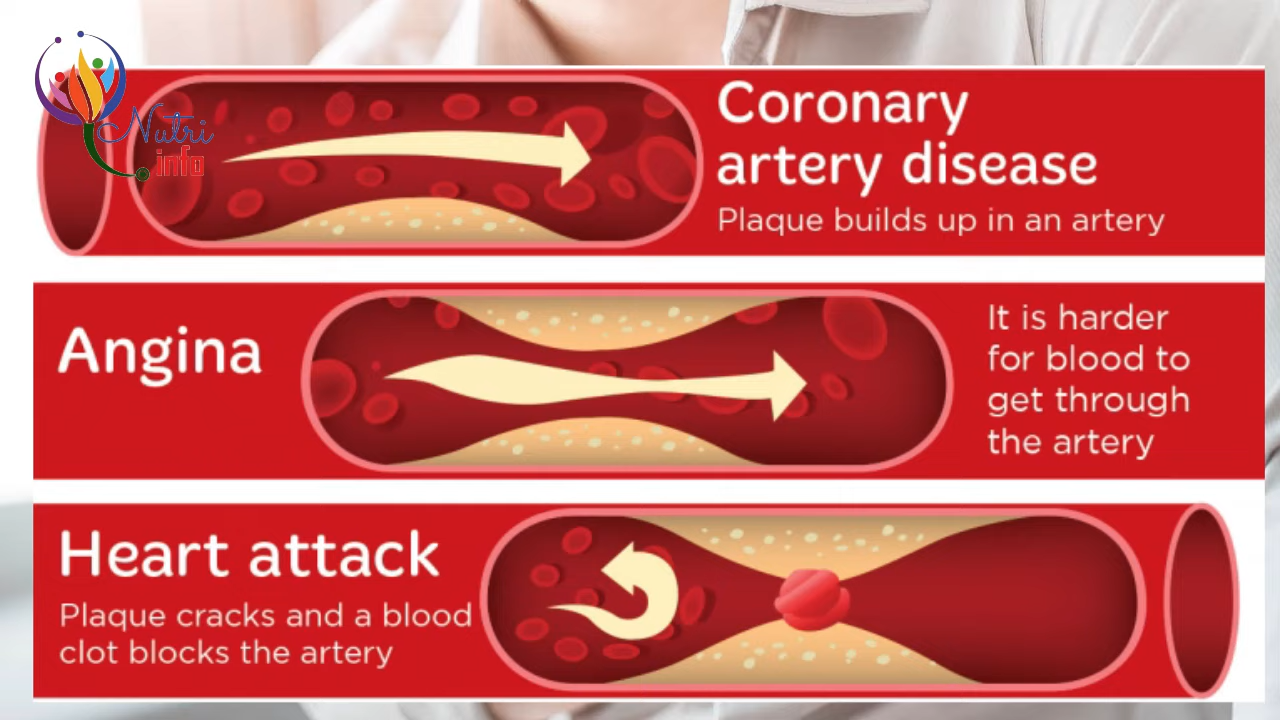 Nutri
info
Coronary
artery disease
Plaque builds up in an artery
Angina
It is harder
for blood to
get through
the artery
Heart attack
Plaque cracks and a blood
clot blocks the artery